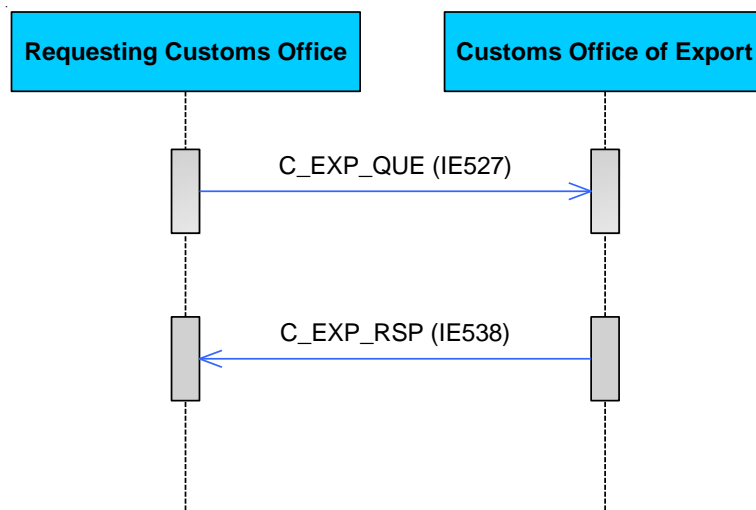 Requesting Customs Office
Customs Office of Export
C_EXP_QUE (IE527)
C_EXP_RSP (IE538)